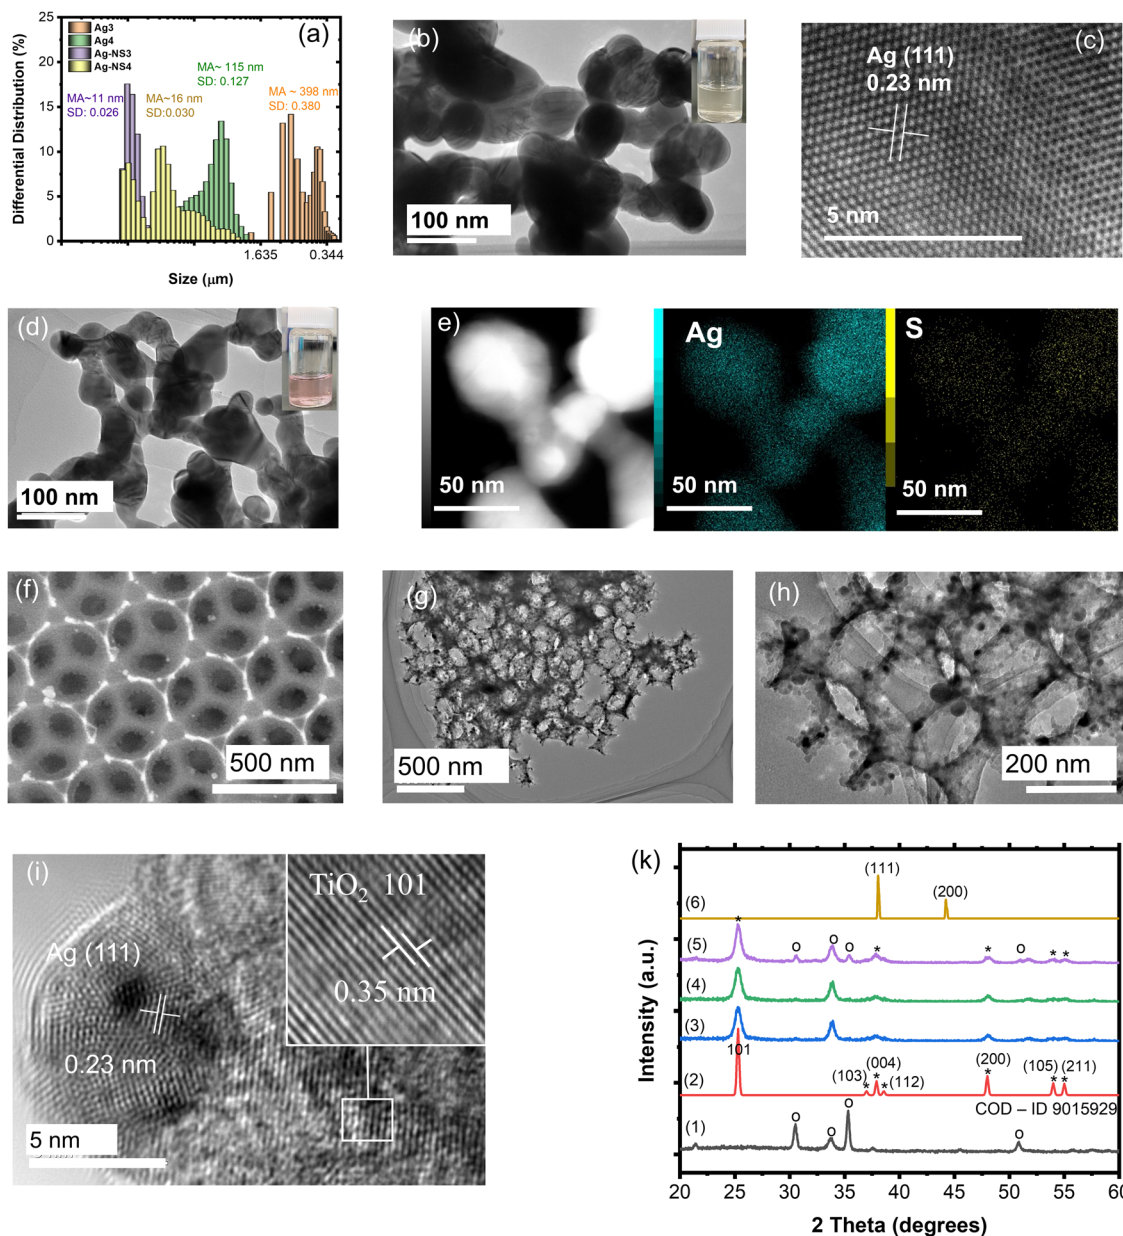 (a)
Ag3
Ag4
Ag-NS3
Ag-NS4
MA~ 115 nm
SD: 0.127
MA~11 nm
SD: 0.026
MA~16 nm
SD:0.030
MA ~ 398 nm
SD: 0.380
Differential Distribution (%)
25
20
15
10
5
0
1.635
0.344
Size (μm)
(b)
100 nm
(c)
Ag (111)
0.23 nm
5 nm
(d)
100 nm
e)
50 nm
Ag
50 nm
S
50 nm
(f)
500 nm
(g)
500 nm
(h)
200 nm
(i)
Ag (111)
0.23 nm
5 nm
TiO₂ 101
0.35 nm
(k)
Intensity (a.u.)
(111)
(200)
(6)
*
(5)
o o o * * o * *
(4)
(3)
101
(2)
(103) (004) (112) (200) (105) (211)
* * * * * *
COD – ID 9015929
(1)
o o o o
20 25 30 35 40 45 50 55 60
2 Theta (degrees)